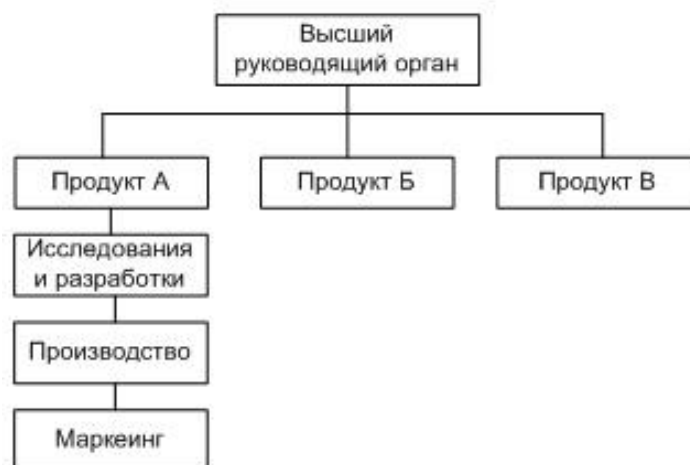 Высший
руководящий орган
Продукт А
Продукт Б
Продукт В
Исследования
и разработки
Производство
Маркеинг